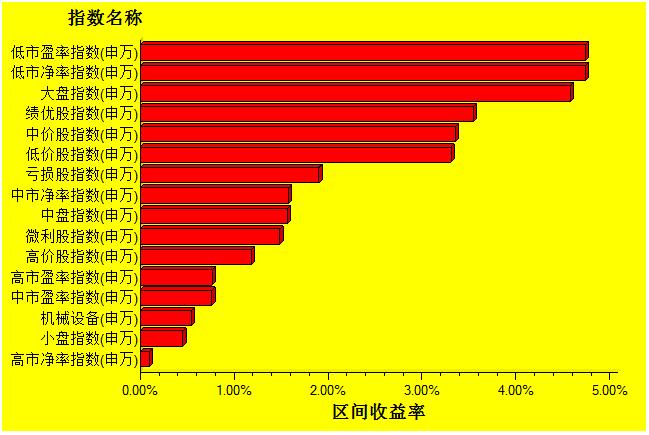 指数名称
低市盈率指数(申万)
低市净率指数(申万)
大盘指数(申万)
绩优股指数(申万)
中价股指数(申万)
低价股指数(申万)
亏损股指数(申万)
中市净率指数(申万)
中盘指数(申万)
微利股指数(申万)
高价股指数(申万)
高市盈率指数(申万)
中市盈率指数(申万)
机械设备(申万)
小盘指数(申万)
高市净率指数(申万)
0.00% 1.00% 2.00% 3.00% 4.00% 5.00%
区间收益率